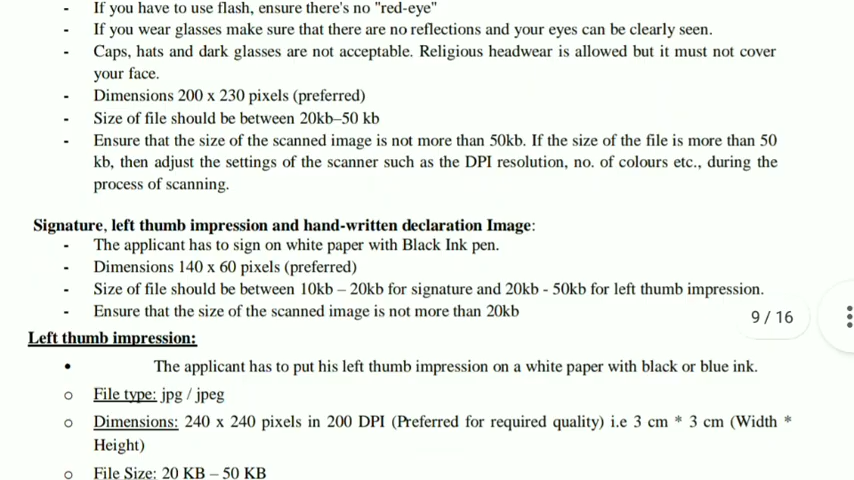 - If you have to use flash, ensure there's no "red-eye"
- If you wear glasses make sure that there are no reflections and your eyes can be clearly seen.
- Caps, hats and dark glasses are not acceptable. Religious headwear is allowed but it must not cover
your face.
- Dimensions 200 x 230 pixels (preferred)
- Size of file should be between 20kb–50 kb
- Ensure that the size of the scanned image is not more than 50kb. If the size of the file is more than 50
kb, then adjust the settings of the scanner such as the DPI resolution, no. of colours etc., during the
process of scanning.
Signature, left thumb impression and hand-written declaration Image:
- The applicant has to sign on white paper with Black Ink pen.
- Dimensions 140 x 60 pixels (preferred)
- Size of file should be between 10kb – 20kb for signature and 20kb - 50kb for left thumb impression.
- Ensure that the size of the scanned image is not more than 20kb
9 / 16
Left thumb impression:
• The applicant has to put his left thumb impression on a white paper with black or blue ink.
o File type: jpg / jpeg
o Dimensions: 240 x 240 pixels in 200 DPI (Preferred for required quality) i.e 3 cm * 3 cm (Width *
Height)
o File Size: 20 KB – 50 KB